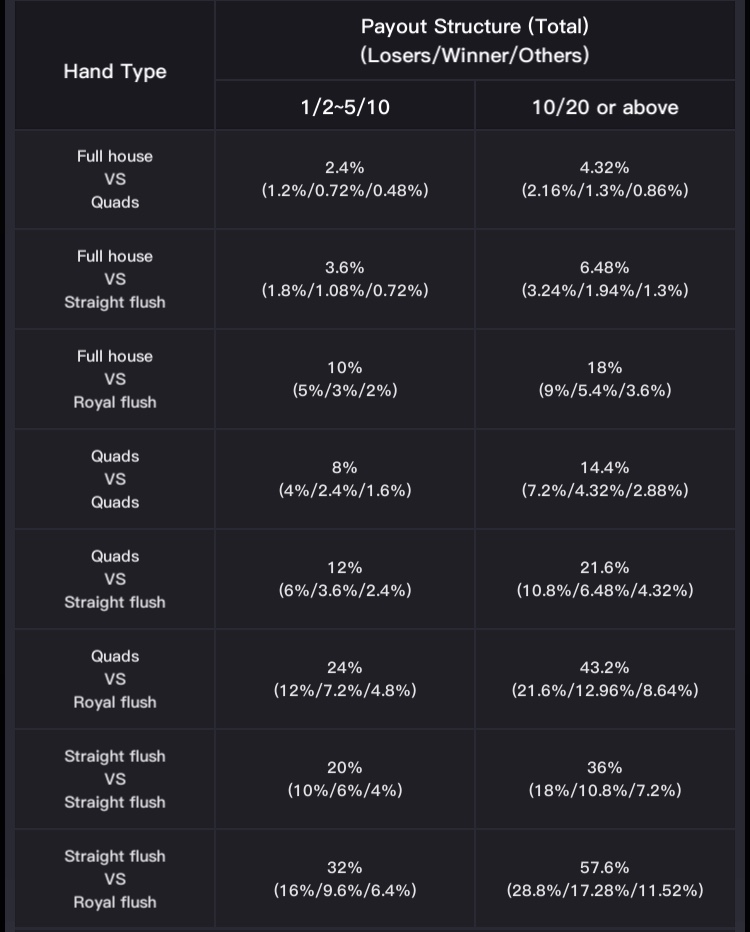 Hand Type
Payout Structure (Total)
(Losers/Winner/Others)
1/2~5/10
10/20 or above
Full house
VS
Quads
2.4%
(1.2%/0.72%/0.48%)
4.32%
(2.16%/1.3%/0.86%)
Full house
VS
Straight flush
3.6%
(1.8%/1.08%/0.72%)
6.48%
(3.24%/1.94%/1.3%)
Full house
VS
Royal flush
10%
(5%/3%/2%)
18%
(9%/5.4%/3.6%)
Quads
VS
Quads
8%
(4%/2.4%/1.6%)
14.4%
(7.2%/4.32%/2.88%)
Quads
VS
Straight flush
12%
(6%/3.6%/2.4%)
21.6%
(10.8%/6.48%/4.32%)
Quads
VS
Royal flush
24%
(12%/7.2%/4.8%)
43.2%
(21.6%/12.96%/8.64%)
Straight flush
VS
Straight flush
20%
(10%/6%/4%)
36%
(18%/10.8%/7.2%)
Straight flush
VS
Royal flush
32%
(16%/9.6%/6.4%)
57.6%
(28.8%/17.28%/11.52%)